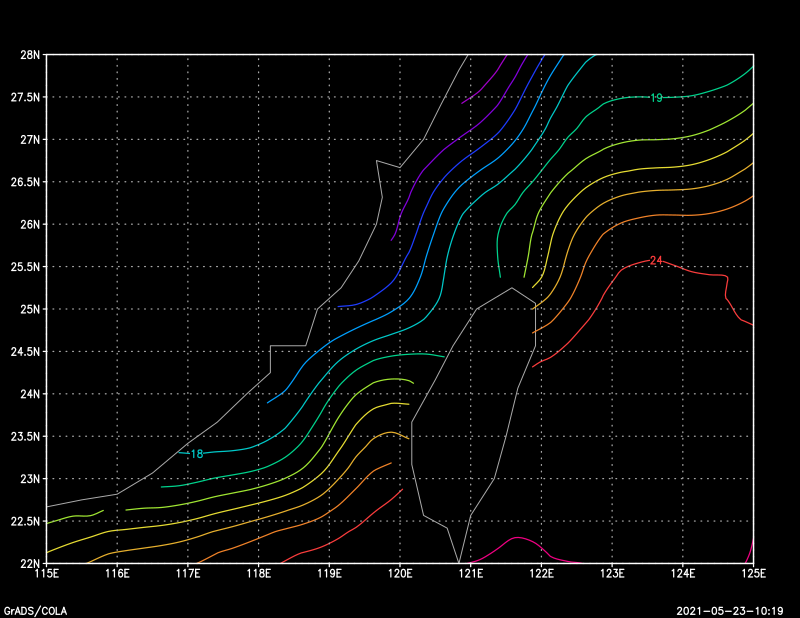 28N
27.5N
19
27N
26.5N
26N
25.5N
24
25N
24.5N
24N
23.5N
18
23N
22.5N
22N
115E 116E 117E 118E 119E 120E 121E 122E 123E 124E 125E
GrADS/COLA 2021-05-23-10:19